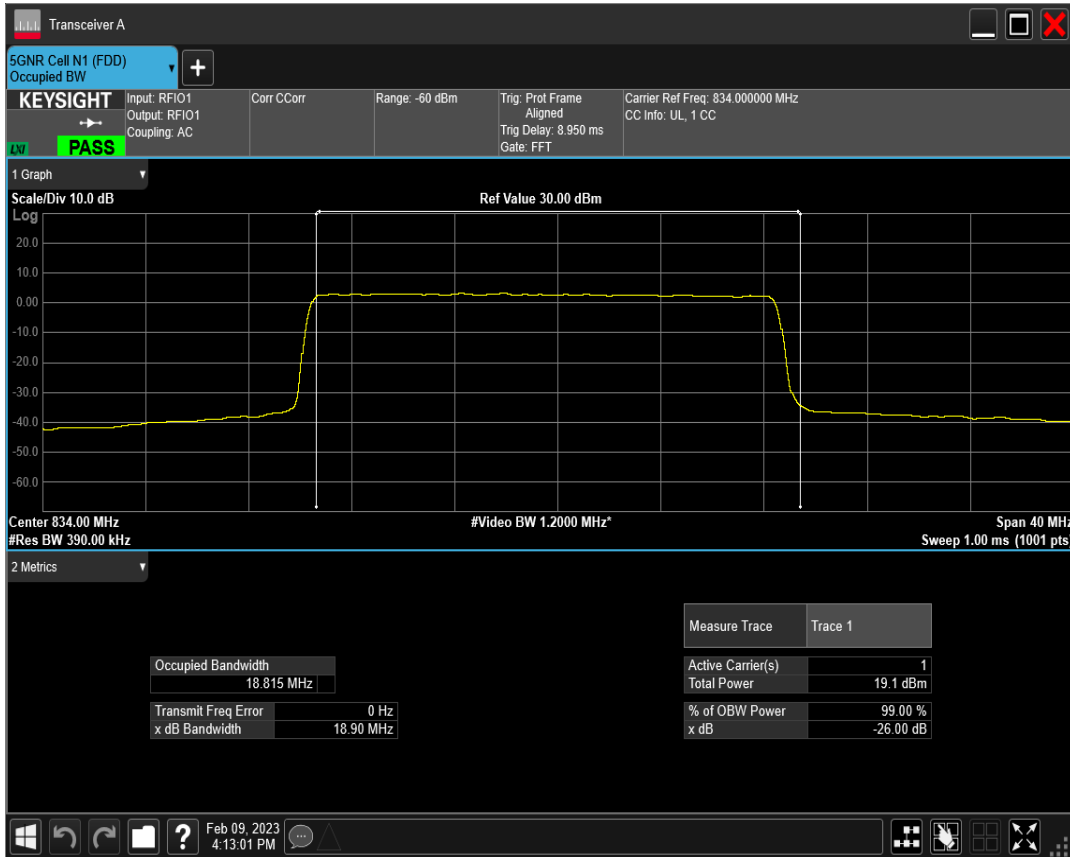 Transceiver A
5GNR Cell N1 (FDD)
Occupied BW
+
KEYSIGHT
LXI
PASS
Input: RFIO1
Output: RFIO1
Coupling: AC
Corr CCorr
Range: -60 dBm
Trig: Prot Frame
Aligned
Trig Delay: 8.950 ms
Gate: FFT
Carrier Ref Freq: 834.000000 MHz
CC Info: UL, 1 CC
1 Graph
Scale/Div 10.0 dB
Ref Value 30.00 dBm
Log
20.0
10.0
0.00
-10.0
-20.0
-30.0
-40.0
-50.0
-60.0
Center 834.00 MHz
#Video BW 1.2000 MHz*
Span 40 MHz
#Res BW 390.00 kHz
Sweep 1.00 ms (1001 pts)
2 Metrics
Measure Trace Trace 1
Occupied Bandwidth
18.815 MHz
Active Carrier(s) 1
Total Power 19.1 dBm
Transmit Freq Error 0 Hz
x dB Bandwidth 18.90 MHz
% of OBW Power 99.00 %
x dB -26.00 dB
?
Feb 09, 2023
4:13:01 PM